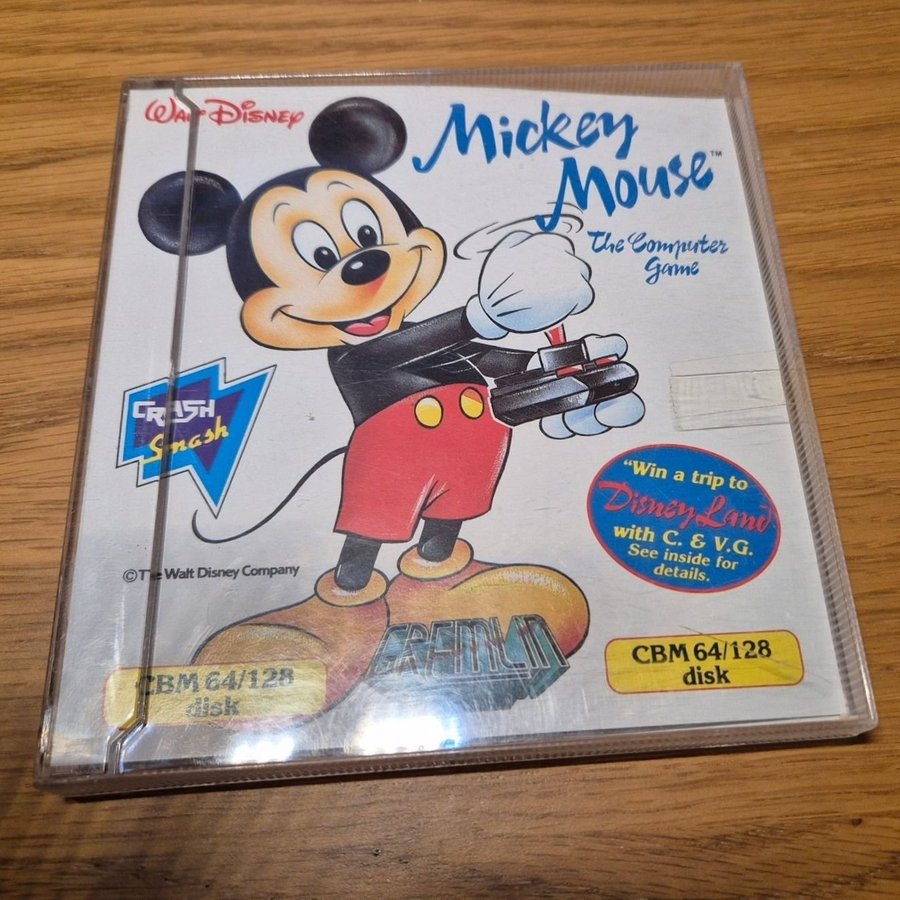 Walt Disney
Mickey
Mouse™
The Computer
Game
CRASH
Smash
"Win a trip to
DisneyLand
with C. & V.G.
See inside for
details.
© The Walt Disney Company
GREMLIN
CBM 64/128
disk
CBM 64/128
disk